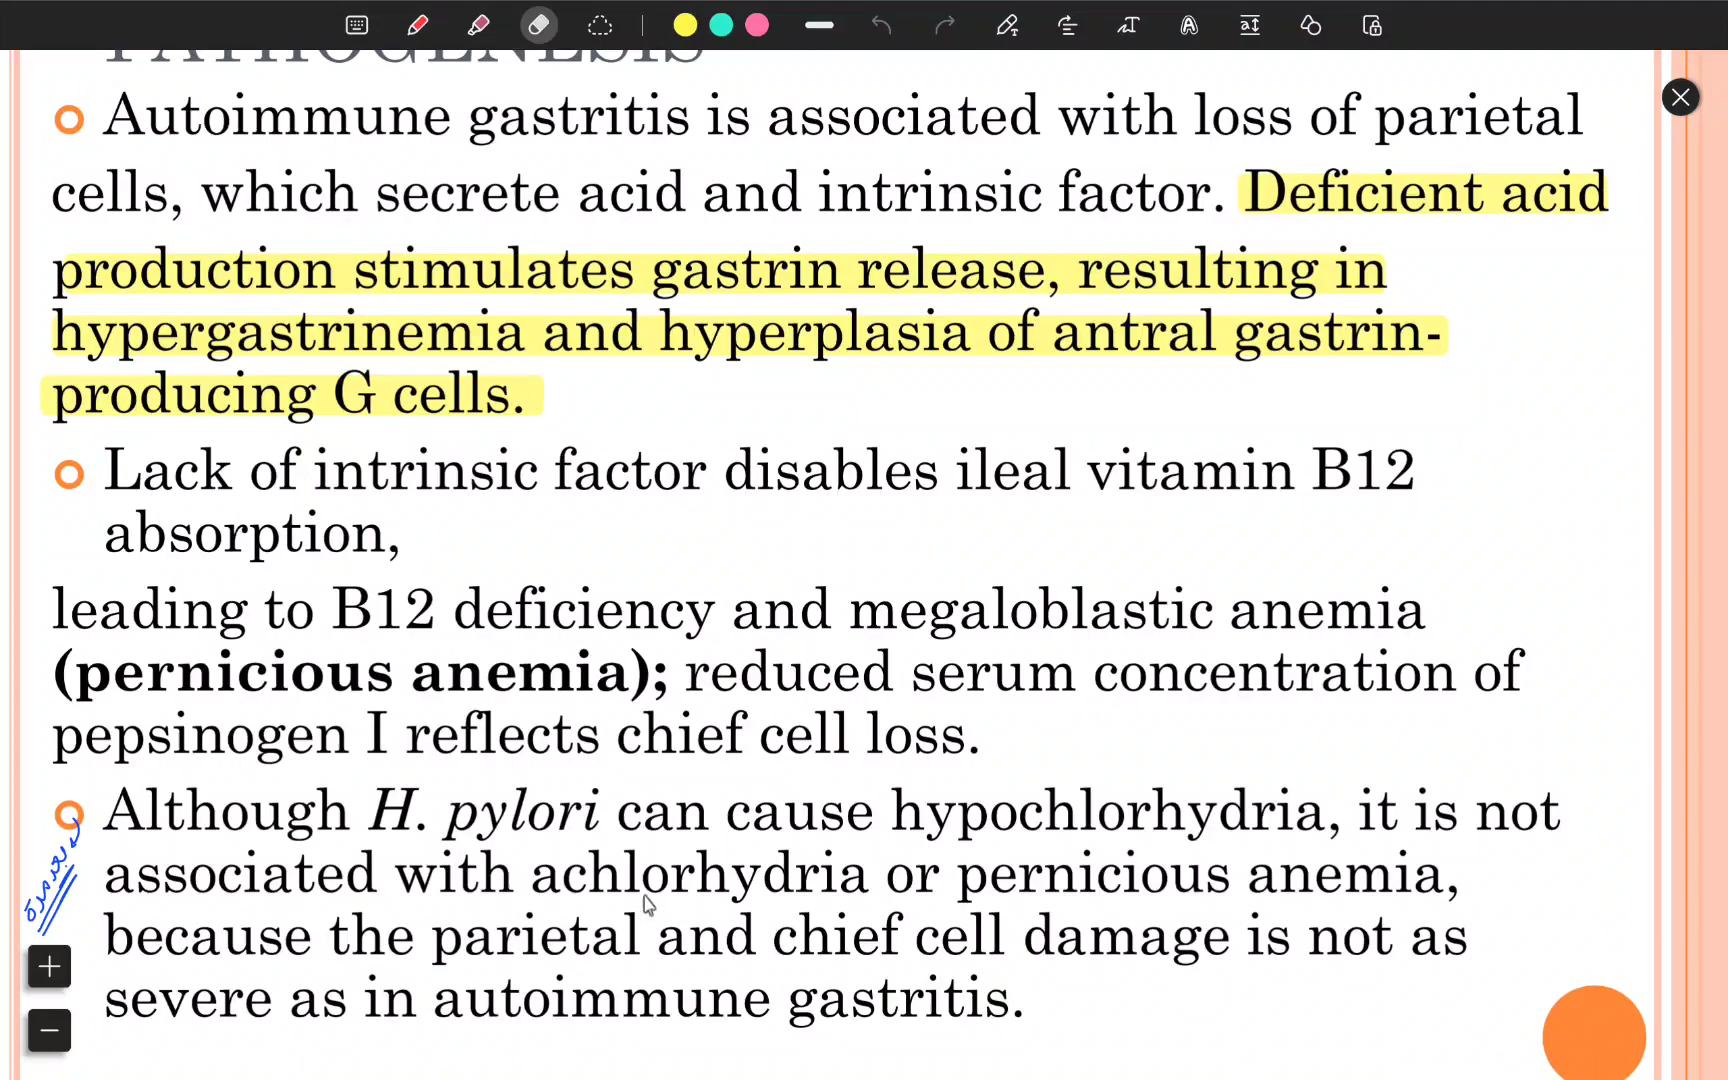 PATHOGENESIS
Autoimmune gastritis is associated with loss of parietal
cells, which secrete acid and intrinsic factor. Deficient acid
production stimulates gastrin release, resulting in
hypergastrinemia and hyperplasia of antral gastrin-
producing G cells.
Lack of intrinsic factor disables ileal vitamin B12
absorption,
leading to B12 deficiency and megaloblastic anemia
(pernicious anemia); reduced serum concentration of
pepsinogen I reflects chief cell loss.
Although H. pylori can cause hypochlorhydria, it is not
associated with achlorhydria or pernicious anemia,
because the parietal and chief cell damage is not as
severe as in autoimmune gastritis.